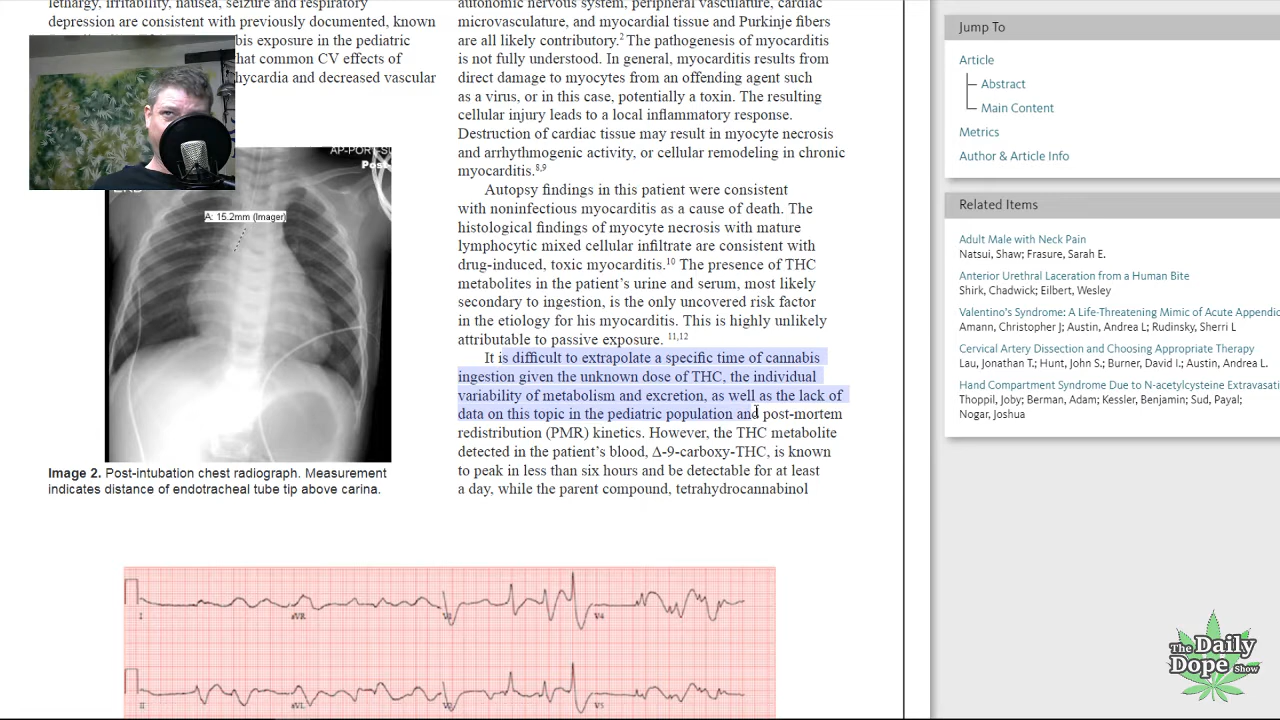 lethargy, irritability, nausea, seizure and respiratory
depression are consistent with previously documented, known
bis exposure in the pediatric
hat common CV effects of
hycardia and decreased vascular
AP-PORT
Post
A: 15.2mm (Imager)
Image 2. Post-intubation chest radiograph. Measurement
indicates distance of endotracheal tube tip above carina.
autonomic nervous system, peripheral vasculature, cardiac
microvasculature, and myocardial tissue and Purkinje fibers
are all likely contributory.2 The pathogenesis of myocarditis
is not fully understood. In general, myocarditis results from
direct damage to myocytes from an offending agent such
as a virus, or in this case, potentially a toxin. The resulting
cellular injury leads to a local inflammatory response.
Destruction of cardiac tissue may result in myocyte necrosis
and arrhythmogenic activity, or cellular remodeling in chronic
myocarditis.8,9
Autopsy findings in this patient were consistent
with noninfectious myocarditis as a cause of death. The
histological findings of myocyte necrosis with mature
lymphocytic mixed cellular infiltrate are consistent with
drug-induced, toxic myocarditis.10 The presence of THC
metabolites in the patient's urine and serum, most likely
secondary to ingestion, is the only uncovered risk factor
in the etiology for his myocarditis. This is highly unlikely
attributable to passive exposure. 11,12
It is difficult to extrapolate a specific time of cannabis
ingestion given the unknown dose of THC, the individual
variability of metabolism and excretion, as well as the lack of
data on this topic in the pediatric population and post-mortem
redistribution (PMR) kinetics. However, the THC metabolite
detected in the patient's blood, Δ-9-carboxy-THC, is known
to peak in less than six hours and be detectable for at least
a day, while the parent compound, tetrahydrocannabinol
I aVR V1 V4
II aVL V2 V5
Jump To
Article
Abstract
Main Content
Metrics
Author & Article Info
Related Items
Adult Male with Neck Pain
Natsui, Shaw; Frasure, Sarah E.
Anterior Urethral Laceration from a Human Bite
Shirk, Chadwick; Eilbert, Wesley
Valentino's Syndrome: A Life-Threatening Mimic of Acute Appendic
Amann, Christopher J; Austin, Andrea L; Rudinsky, Sherri L
Cervical Artery Dissection and Choosing Appropriate Therapy
Lau, Jonathan T.; Hunt, John S.; Burner, David I.; Austin, Andrea L.
Hand Compartment Syndrome Due to N-acetylcysteine Extravasati
Thoppil, Joby; Berman, Adam; Kessler, Benjamin; Sud, Payal;
Nogar, Joshua
The Daily
Dope Show